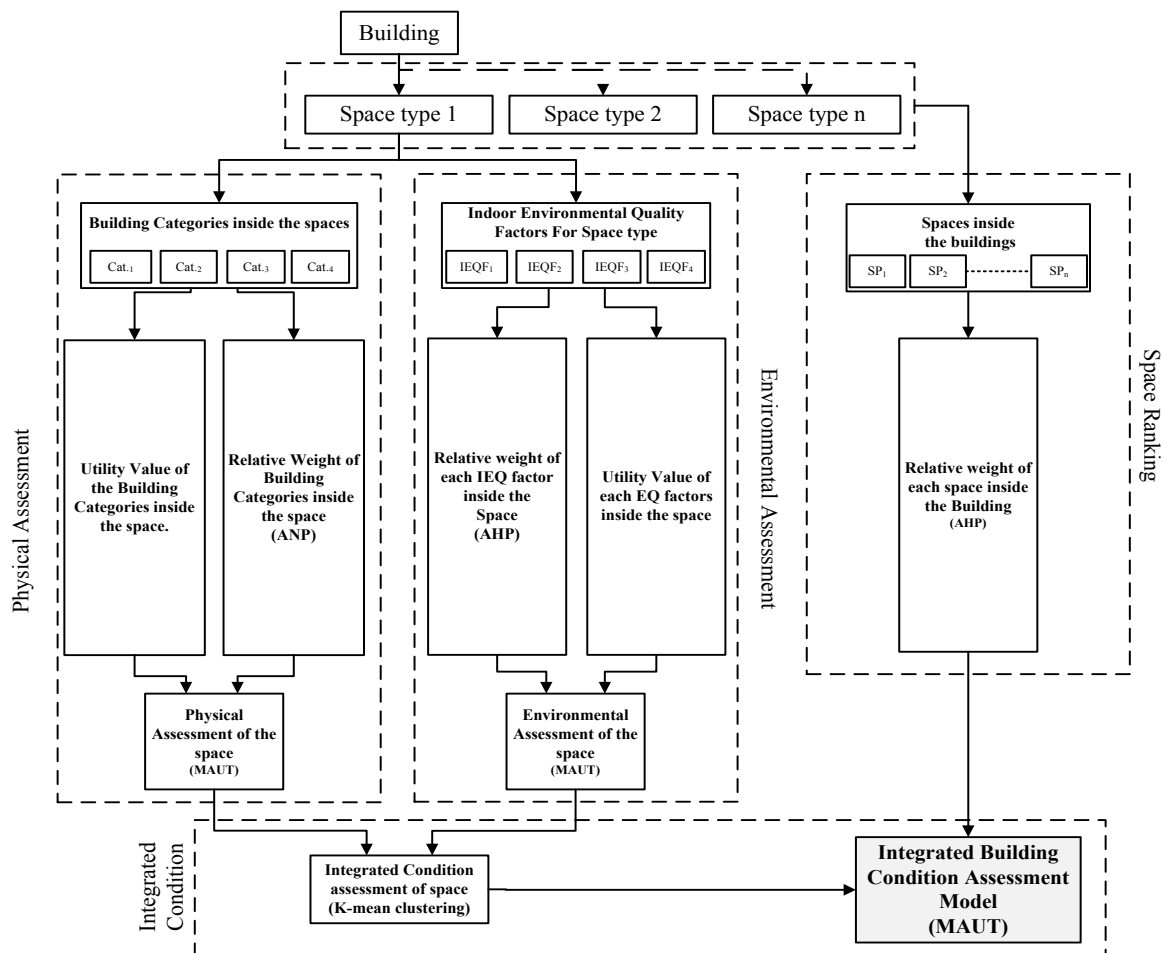 Building
Space type 1
Space type 2
Space type n
Building Categories inside the spaces
Cat.1
Cat.2
Cat.3
Cat.4
Indoor Environmental Quality
Factors For Space type
IEQF1
IEQF2
IEQF3
IEQF4
Spaces inside
the buildings
SP1
SP2
SPn
Physical Assessment
Utility Value of
the Building
Categories inside
the space.
Relative Weight of
Building
Categories inside
the space
(ANP)
Relative weight of
each IEQ factor
inside the
Space
(AHP)
Utility Value of
each EQ factors
inside the space
Environmental Assessment
Relative weight of
each space inside
the Building
(AHP)
Space Ranking
Physical
Assessment of the
space
(MAUT)
Environmental
Assessment of the
space
(MAUT)
Integrated
Condition
Integrated Condition
assessment of space
(K-mean clustering)
Integrated Building
Condition Assessment
Model
(MAUT)